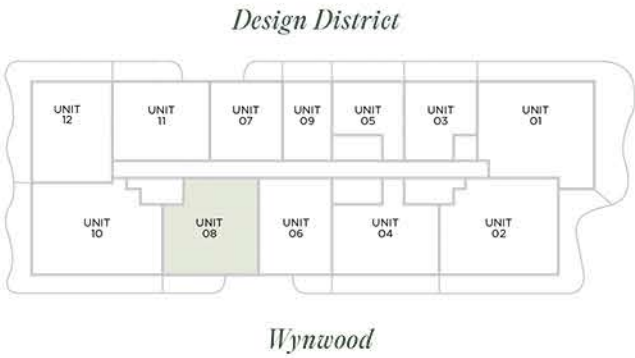 Design District
UNIT
12
UNIT
11
UNIT
07
UNIT
09
UNIT
05
UNIT
03
UNIT
01
UNIT
10
UNIT
08
UNIT
06
UNIT
04
UNIT
02
Wynwood